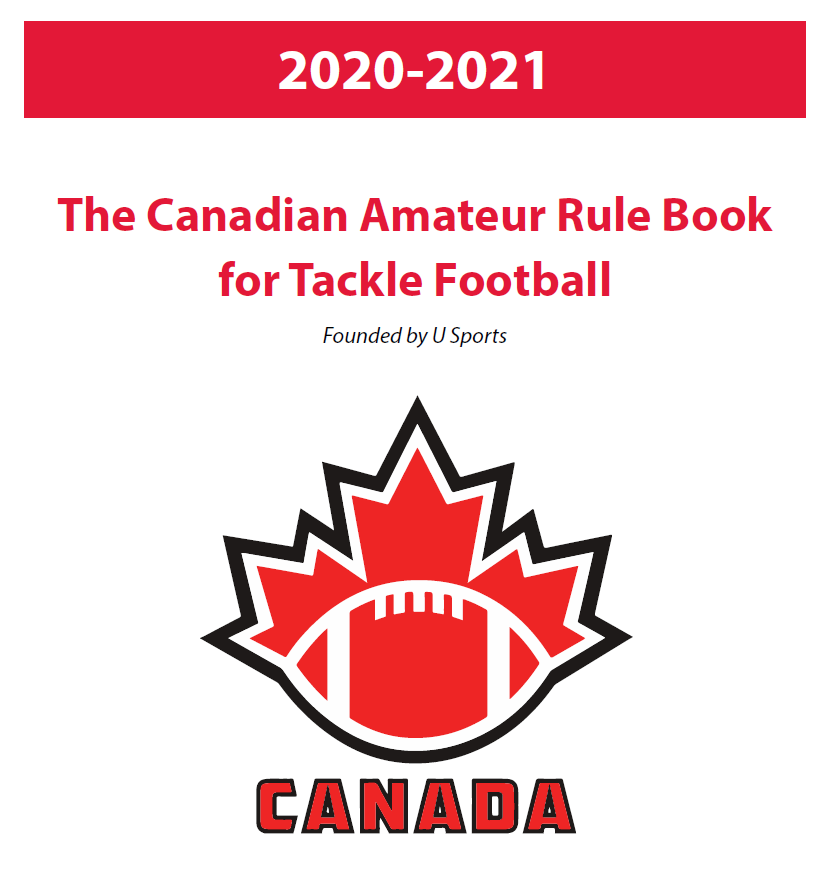 2020-2021
The Canadian Amateur Rule Book
for Tackle Football
Founded by U Sports
CANADA